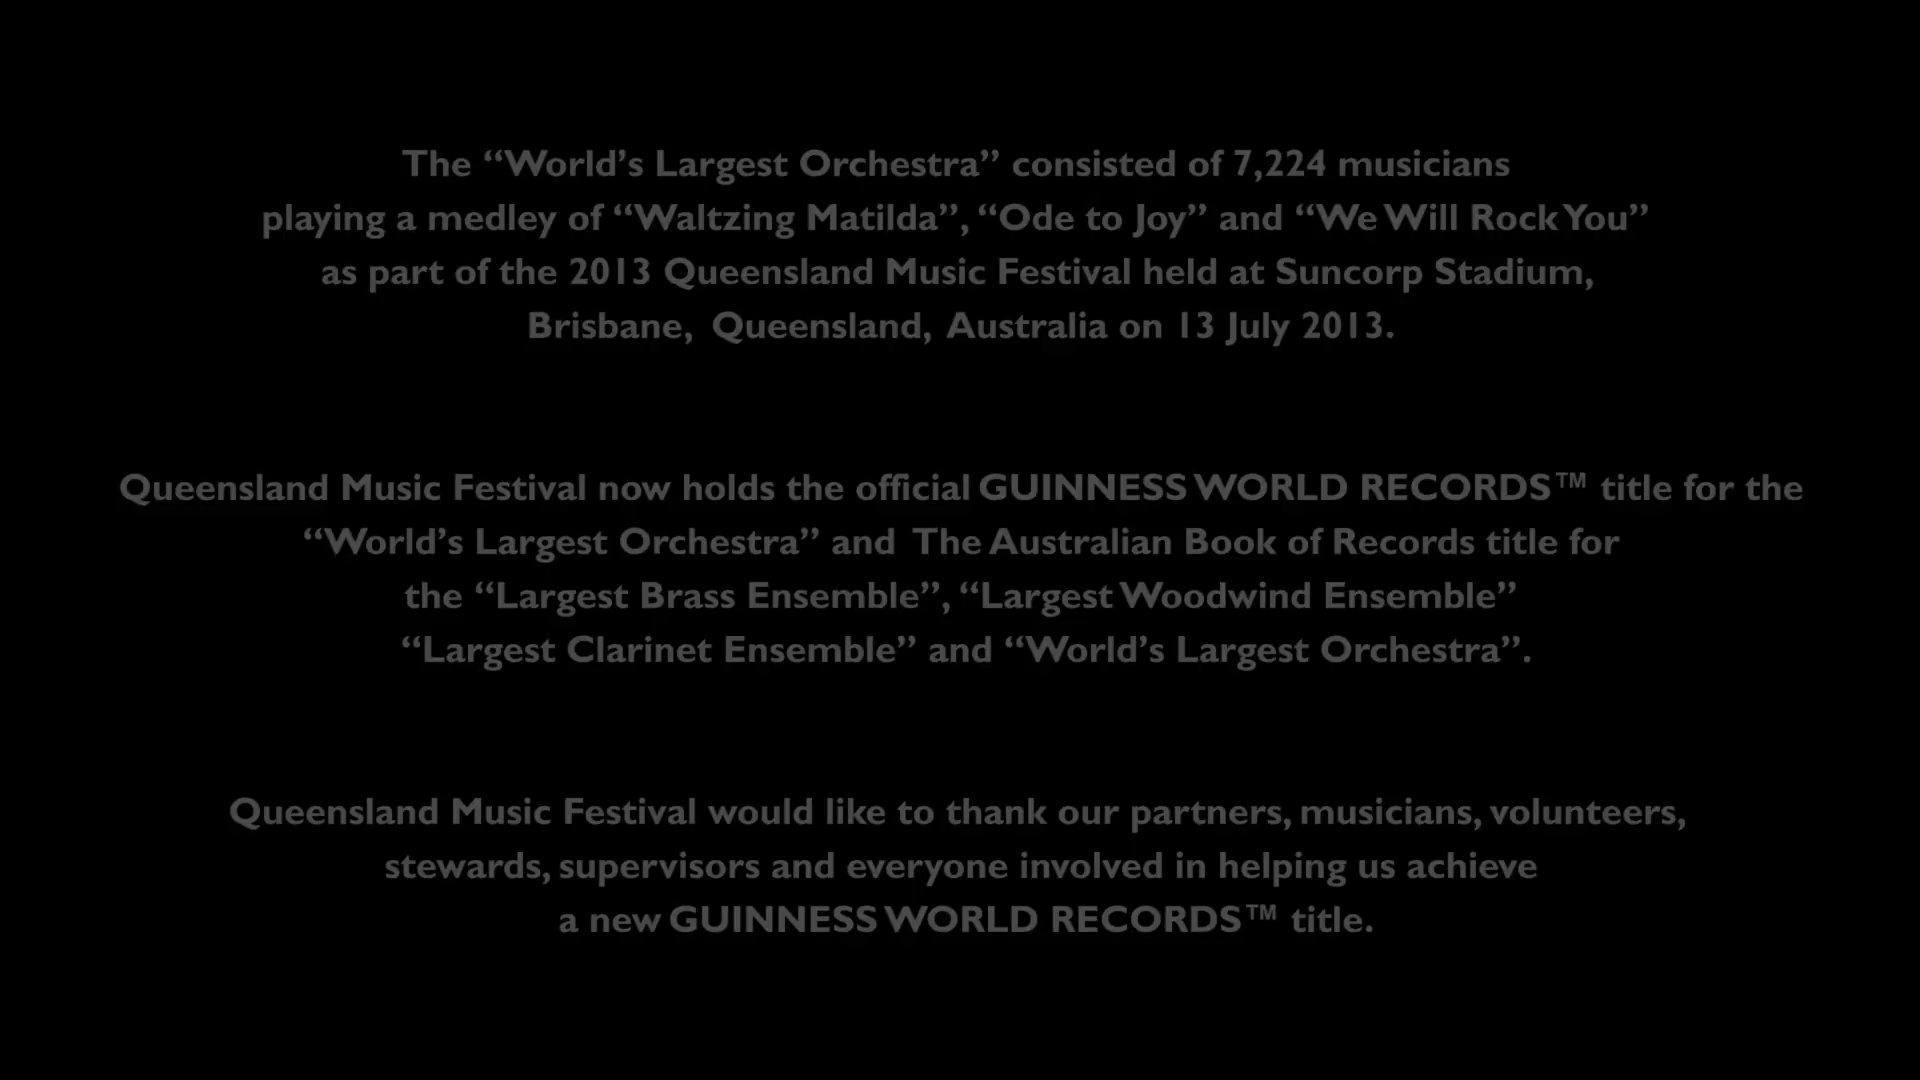 The “World’s Largest Orchestra” consisted of 7,224 musicians
playing a medley of “Waltzing Matilda”, “Ode to Joy” and “We Will Rock You”
as part of the 2013 Queensland Music Festival held at Suncorp Stadium,
Brisbane, Queensland, Australia on 13 July 2013.
Queensland Music Festival now holds the official GUINNESS WORLD RECORDS™ title for the
“World’s Largest Orchestra” and The Australian Book of Records title for
the “Largest Brass Ensemble”, “Largest Woodwind Ensemble”
“Largest Clarinet Ensemble” and “World’s Largest Orchestra”.
Queensland Music Festival would like to thank our partners, musicians, volunteers,
stewards, supervisors and everyone involved in helping us achieve
a new GUINNESS WORLD RECORDS™ title.